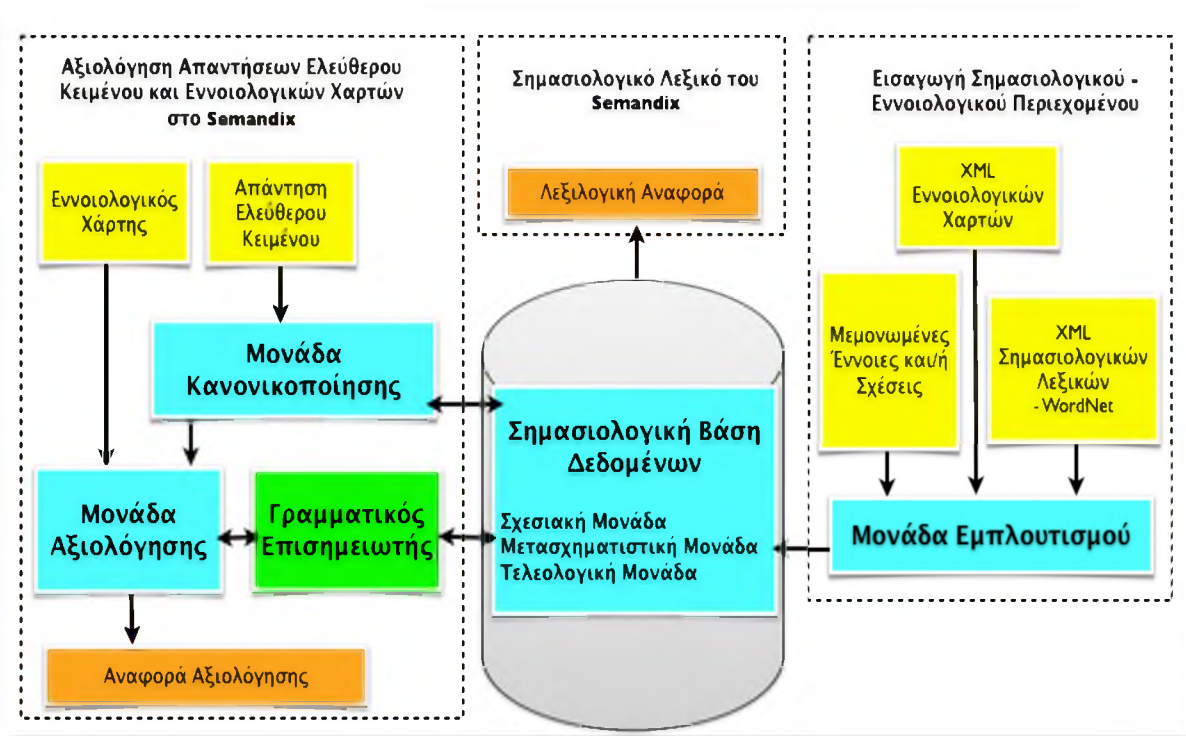 Αξιολόγηση Απαντήσεων Ελεύθερου
Κειμένου και Εννοιολογικών Χαρτών
στο Semandix
Εννοιολογικός
Χάρτης
Απάντηση
Ελεύθερου
Κειμένου
Μονάδα
Κανονικοποίησης
Μονάδα
Αξιολόγησης
Γραμματικός
Επισημειωτής
Αναφορά Αξιολόγησης
Σημασιολογικό Λεξικό του
Semandix
Λεξιλογική Αναφορά
Σημασιολογική Βάση
Δεδομένων
Σχεσιακή Μονάδα
Μετασχηματιστική Μονάδα
Τελεολογική Μονάδα
Εισαγωγή Σημασιολογικού -
Εννοιολογικού Περιεχομένου
XML
Εννοιολογικών
Χαρτών
Μεμονωμένες
Έννοιες και/ή
Σχέσεις
XML
Σημασιολογικών
Λεξικών
- WordNet
Μονάδα Εμπλουτισμού